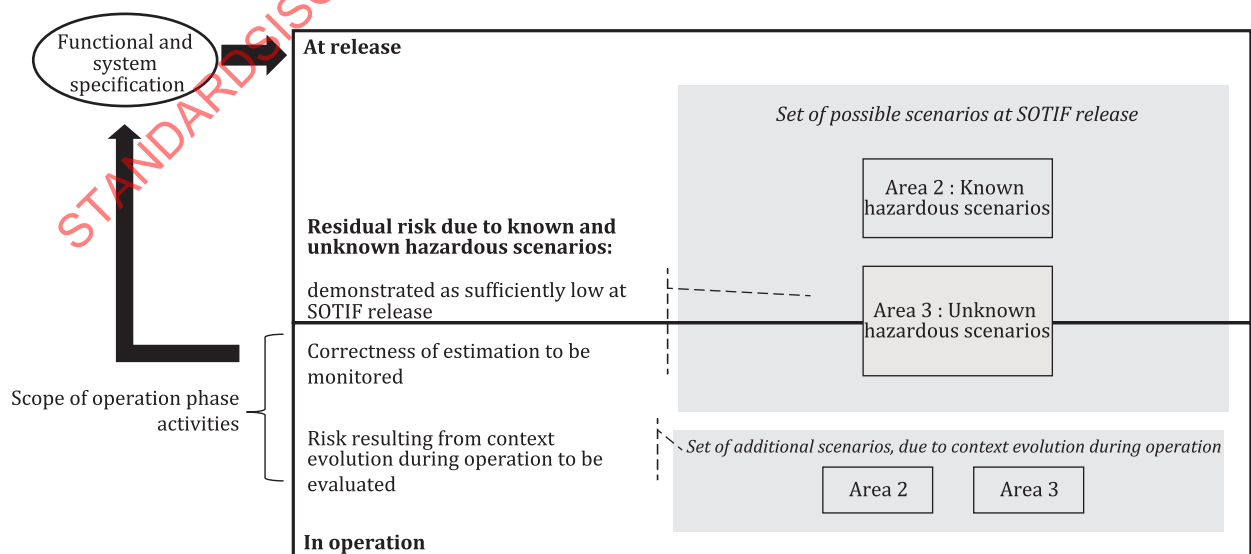 Functional and
system
specification
At release
Set of possible scenarios at SOTIF release
Area 2 : Known
hazardous scenarios
Residual risk due to known and
unknown hazardous scenarios:
demonstrated as sufficiently low at
SOTIF release
Area 3 : Unknown
hazardous scenarios
Correctness of estimation to be
monitored
Scope of operation phase
activities
Risk resulting from context
evolution during operation to be
evaluated
Set of additional scenarios, due to context evolution during operation
Area 2
Area 3
In operation
STANDARDSISO